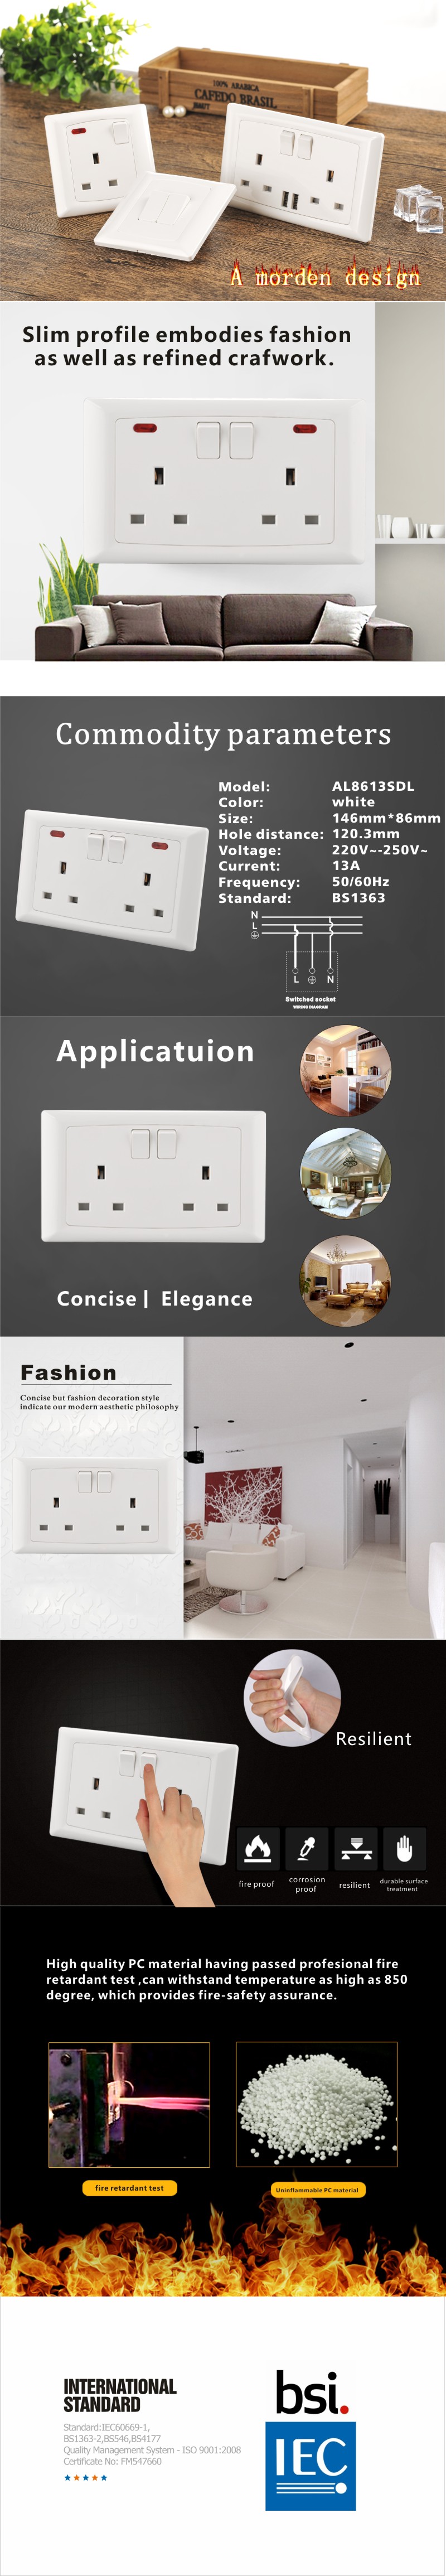 100% ARABICA
CAFEDO BRASIL
A morden design
Slim profile embodies fashion
as well as refined crafwork.
Commodity parameters
Model: AL8613SDL
Color: white
Size: 146mm*86mm
Hole distance: 120.3mm
Voltage: 220V~-250V~
Current: 13A
Frequency: 50/60Hz
Standard: BS1363
N
L
L N
Switched socket
WIRING DIAGRAM
Applicatuion
Concise | Elegance
Fashion
Concise but fashion decoration style
indicate our modern aesthetic philosophy
Resilient
fire proof
corrosion
proof
resilient
durable surface
treatment
High quality PC material having passed profesional fire
retardant test ,can withstand temperature as high as 850
degree, which provides fire-safety assurance.
fire retardant test
Uninflammable PC material
INTERNATIONAL
STANDARD
Standard:IEC60669-1,
BS1363-2,BS546,BS4177
Quality Management System - ISO 9001:2008
Certificate No: FM547660
bsi.
IEC